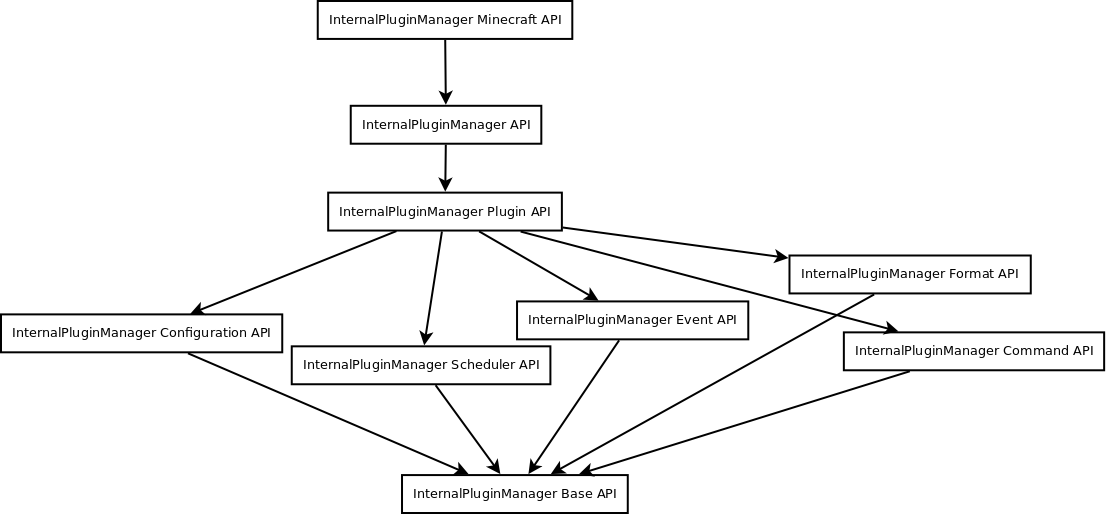 InternalPluginManager Minecraft API
InternalPluginManager API
InternalPluginManager Plugin API
InternalPluginManager Format API
InternalPluginManager Event API
InternalPluginManager Configuration API
InternalPluginManager Command API
InternalPluginManager Scheduler API
InternalPluginManager Base API